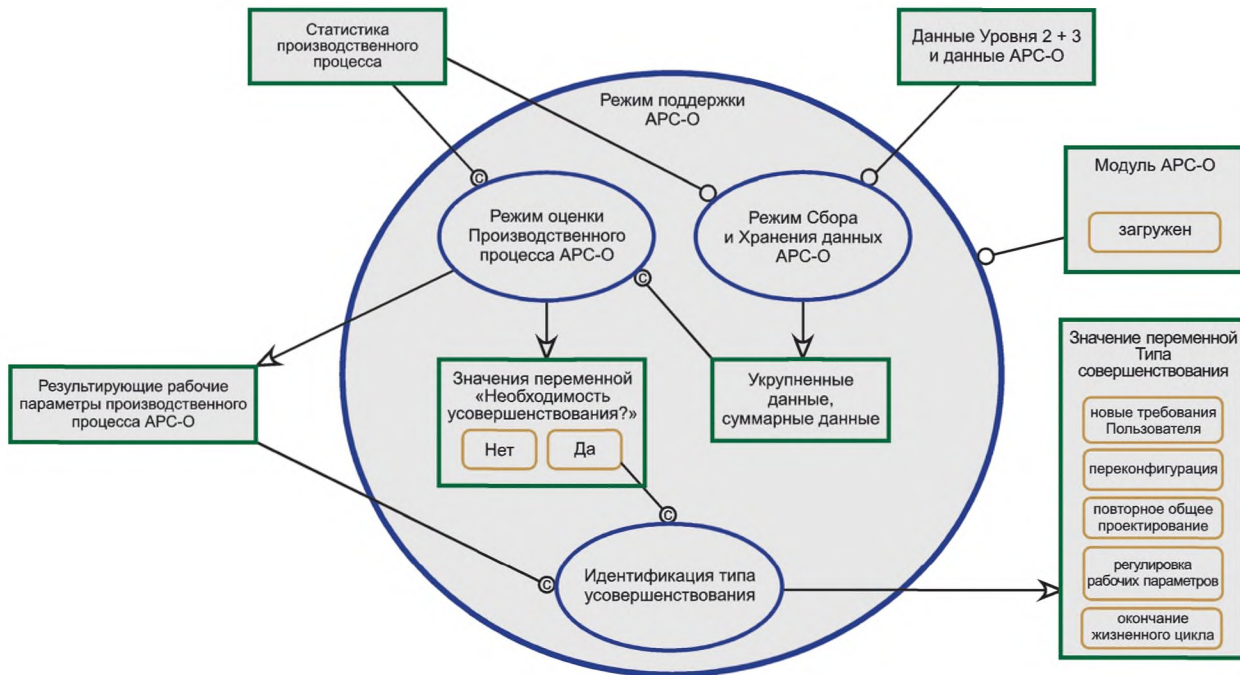 Статистика
производственного
процесса
Данные Уровня 2 + 3
и данные АРС-О
Режим поддержки
АРС-О
Модуль АРС-О
загружен
Режим оценки
Производственного
процесса АРС-О
Режим Сбора
и Хранения данных
АРС-О
c
c
Результирующие рабочие
параметры производственного
процесса АРС-О
Значения переменной
«Необходимость
усовершенствования?»
Нет
Да
Укрупненные
данные,
суммарные данные
Значение переменной
Типа
совершенствования
новые требования
Пользователя
переконфигурация
повторное общее
проектирование
регулировка
рабочих параметров
окончание
жизненного цикла
c
c
Идентификация типа
усовершенствования